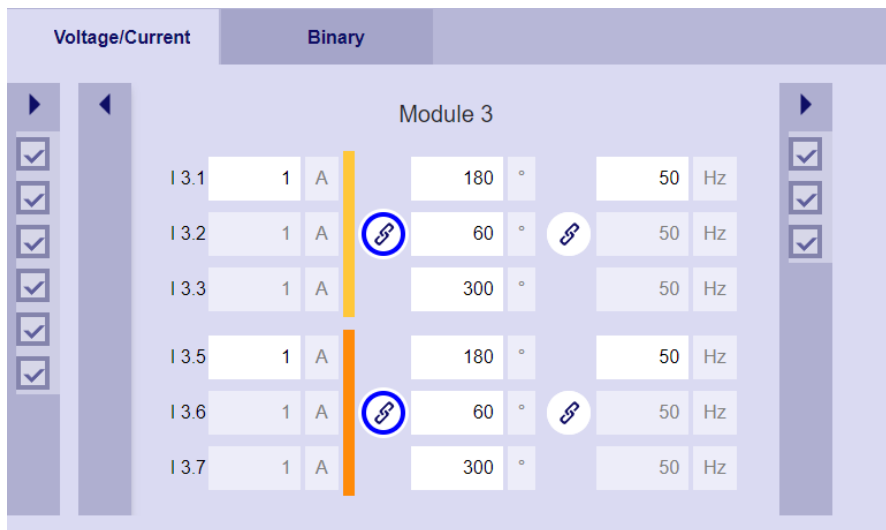 Voltage/Current Binary
Module 3
I 3.1 1 A 180 ° 50 Hz
I 3.2 1 A 60 ° 50 Hz
I 3.3 1 A 300 ° 50 Hz
I 3.5 1 A 180 ° 50 Hz
I 3.6 1 A 60 ° 50 Hz
I 3.7 1 A 300 ° 50 Hz